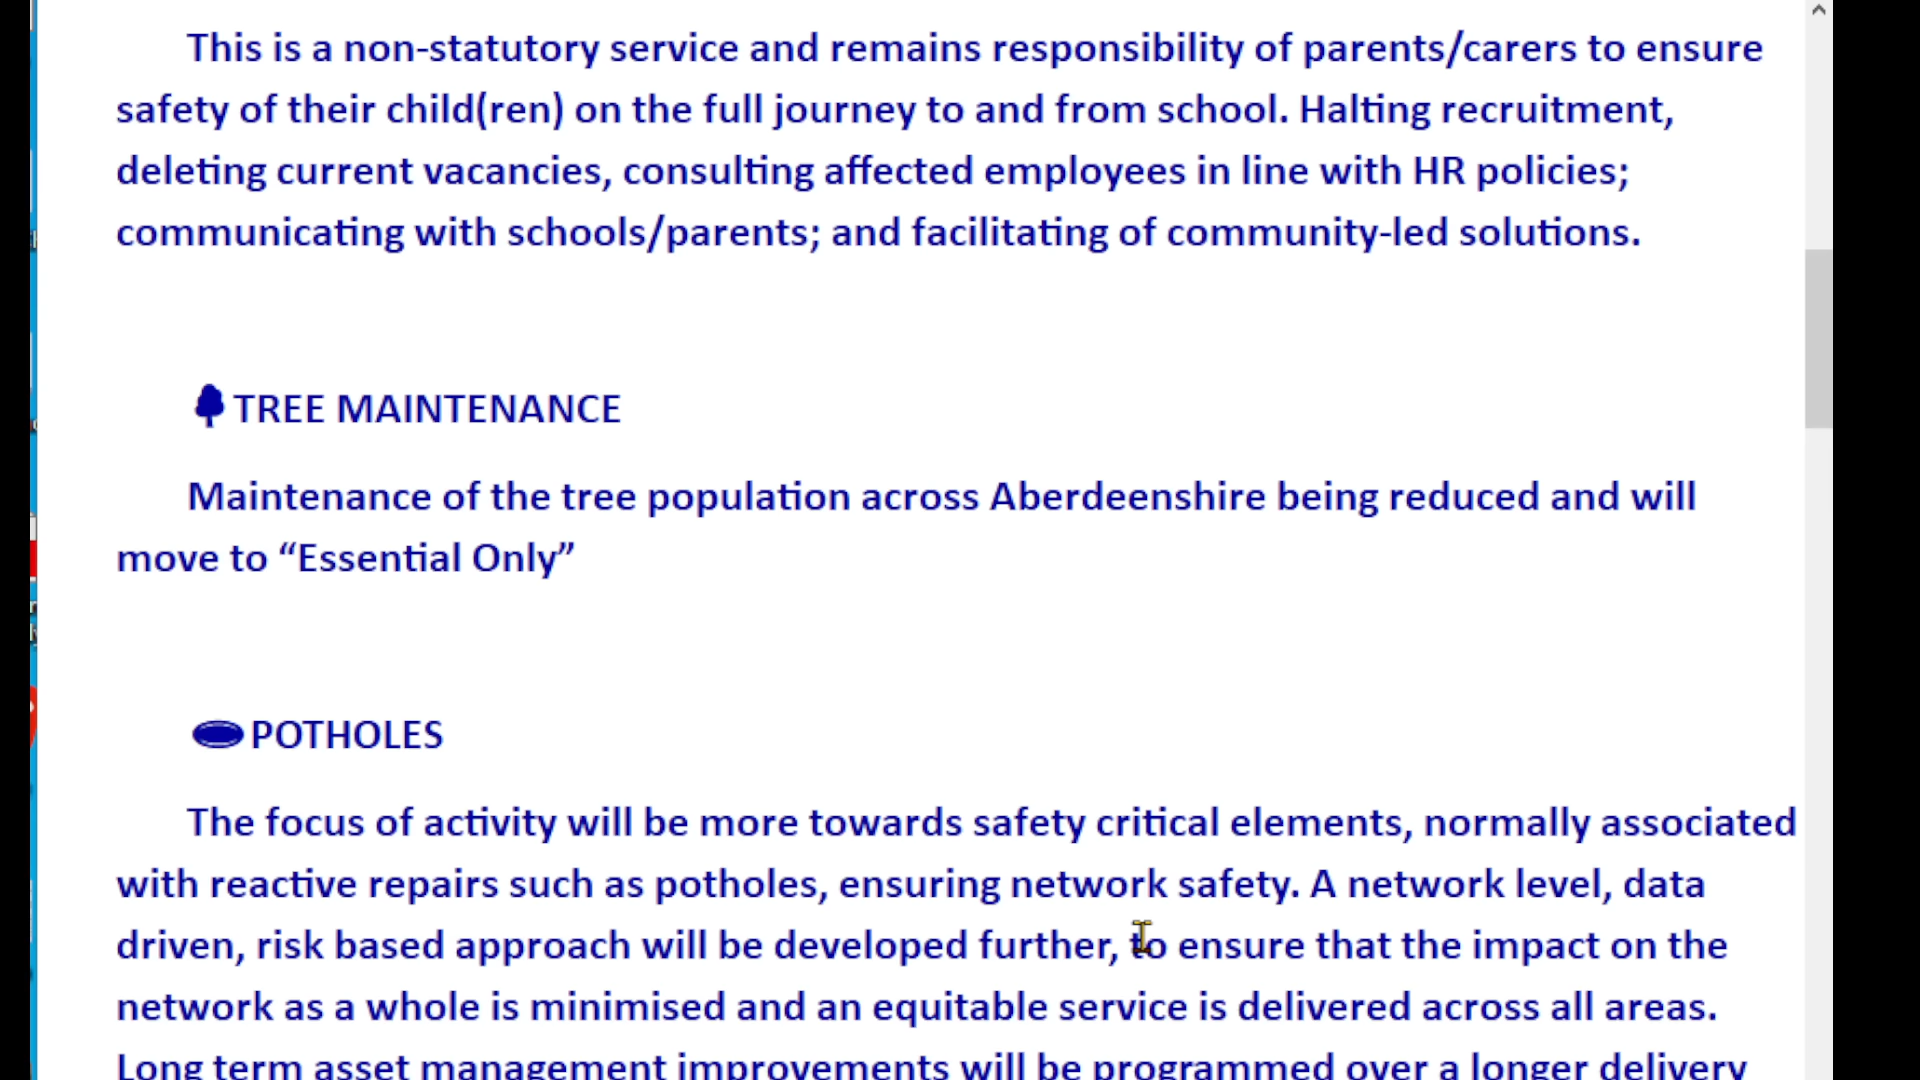 This is a non-statutory service and remains responsibility of parents/carers to ensure
safety of their child(ren) on the full journey to and from school. Halting recruitment,
deleting current vacancies, consulting affected employees in line with HR policies;
communicating with schools/parents; and facilitating of community-led solutions.
TREE MAINTENANCE
Maintenance of the tree population across Aberdeenshire being reduced and will
move to “Essential Only”
POTHOLES
The focus of activity will be more towards safety critical elements, normally associated
with reactive repairs such as potholes, ensuring network safety. A network level, data
driven, risk based approach will be developed further, to ensure that the impact on the
network as a whole is minimised and an equitable service is delivered across all areas.
Long term asset management improvements will be programmed over a longer delivery